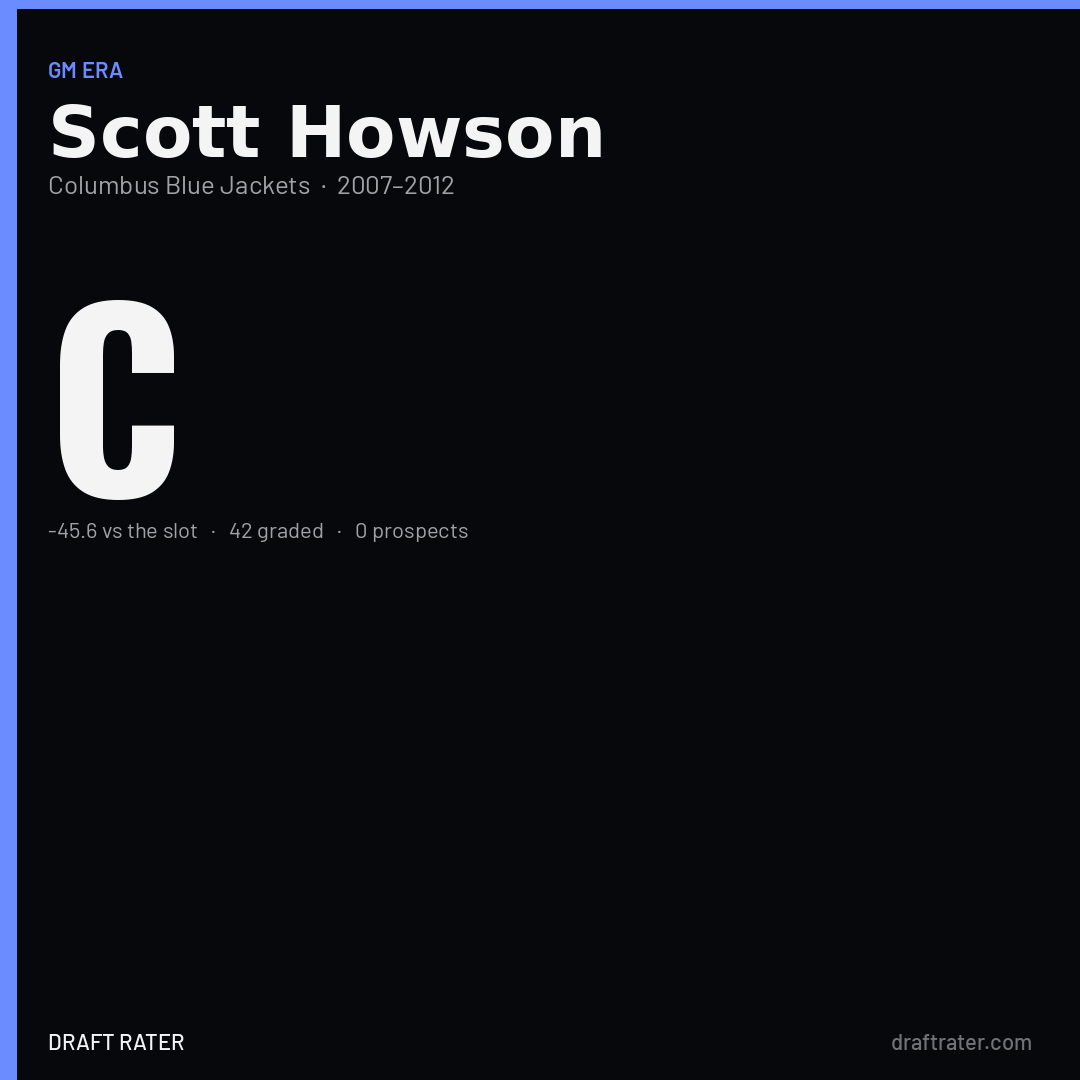 GM ERA
Scott Howson
Columbus Blue Jackets · 2007–2012
C
-45.6 vs the slot · 42 graded · 0 prospects
DRAFT RATER
draftrater.com